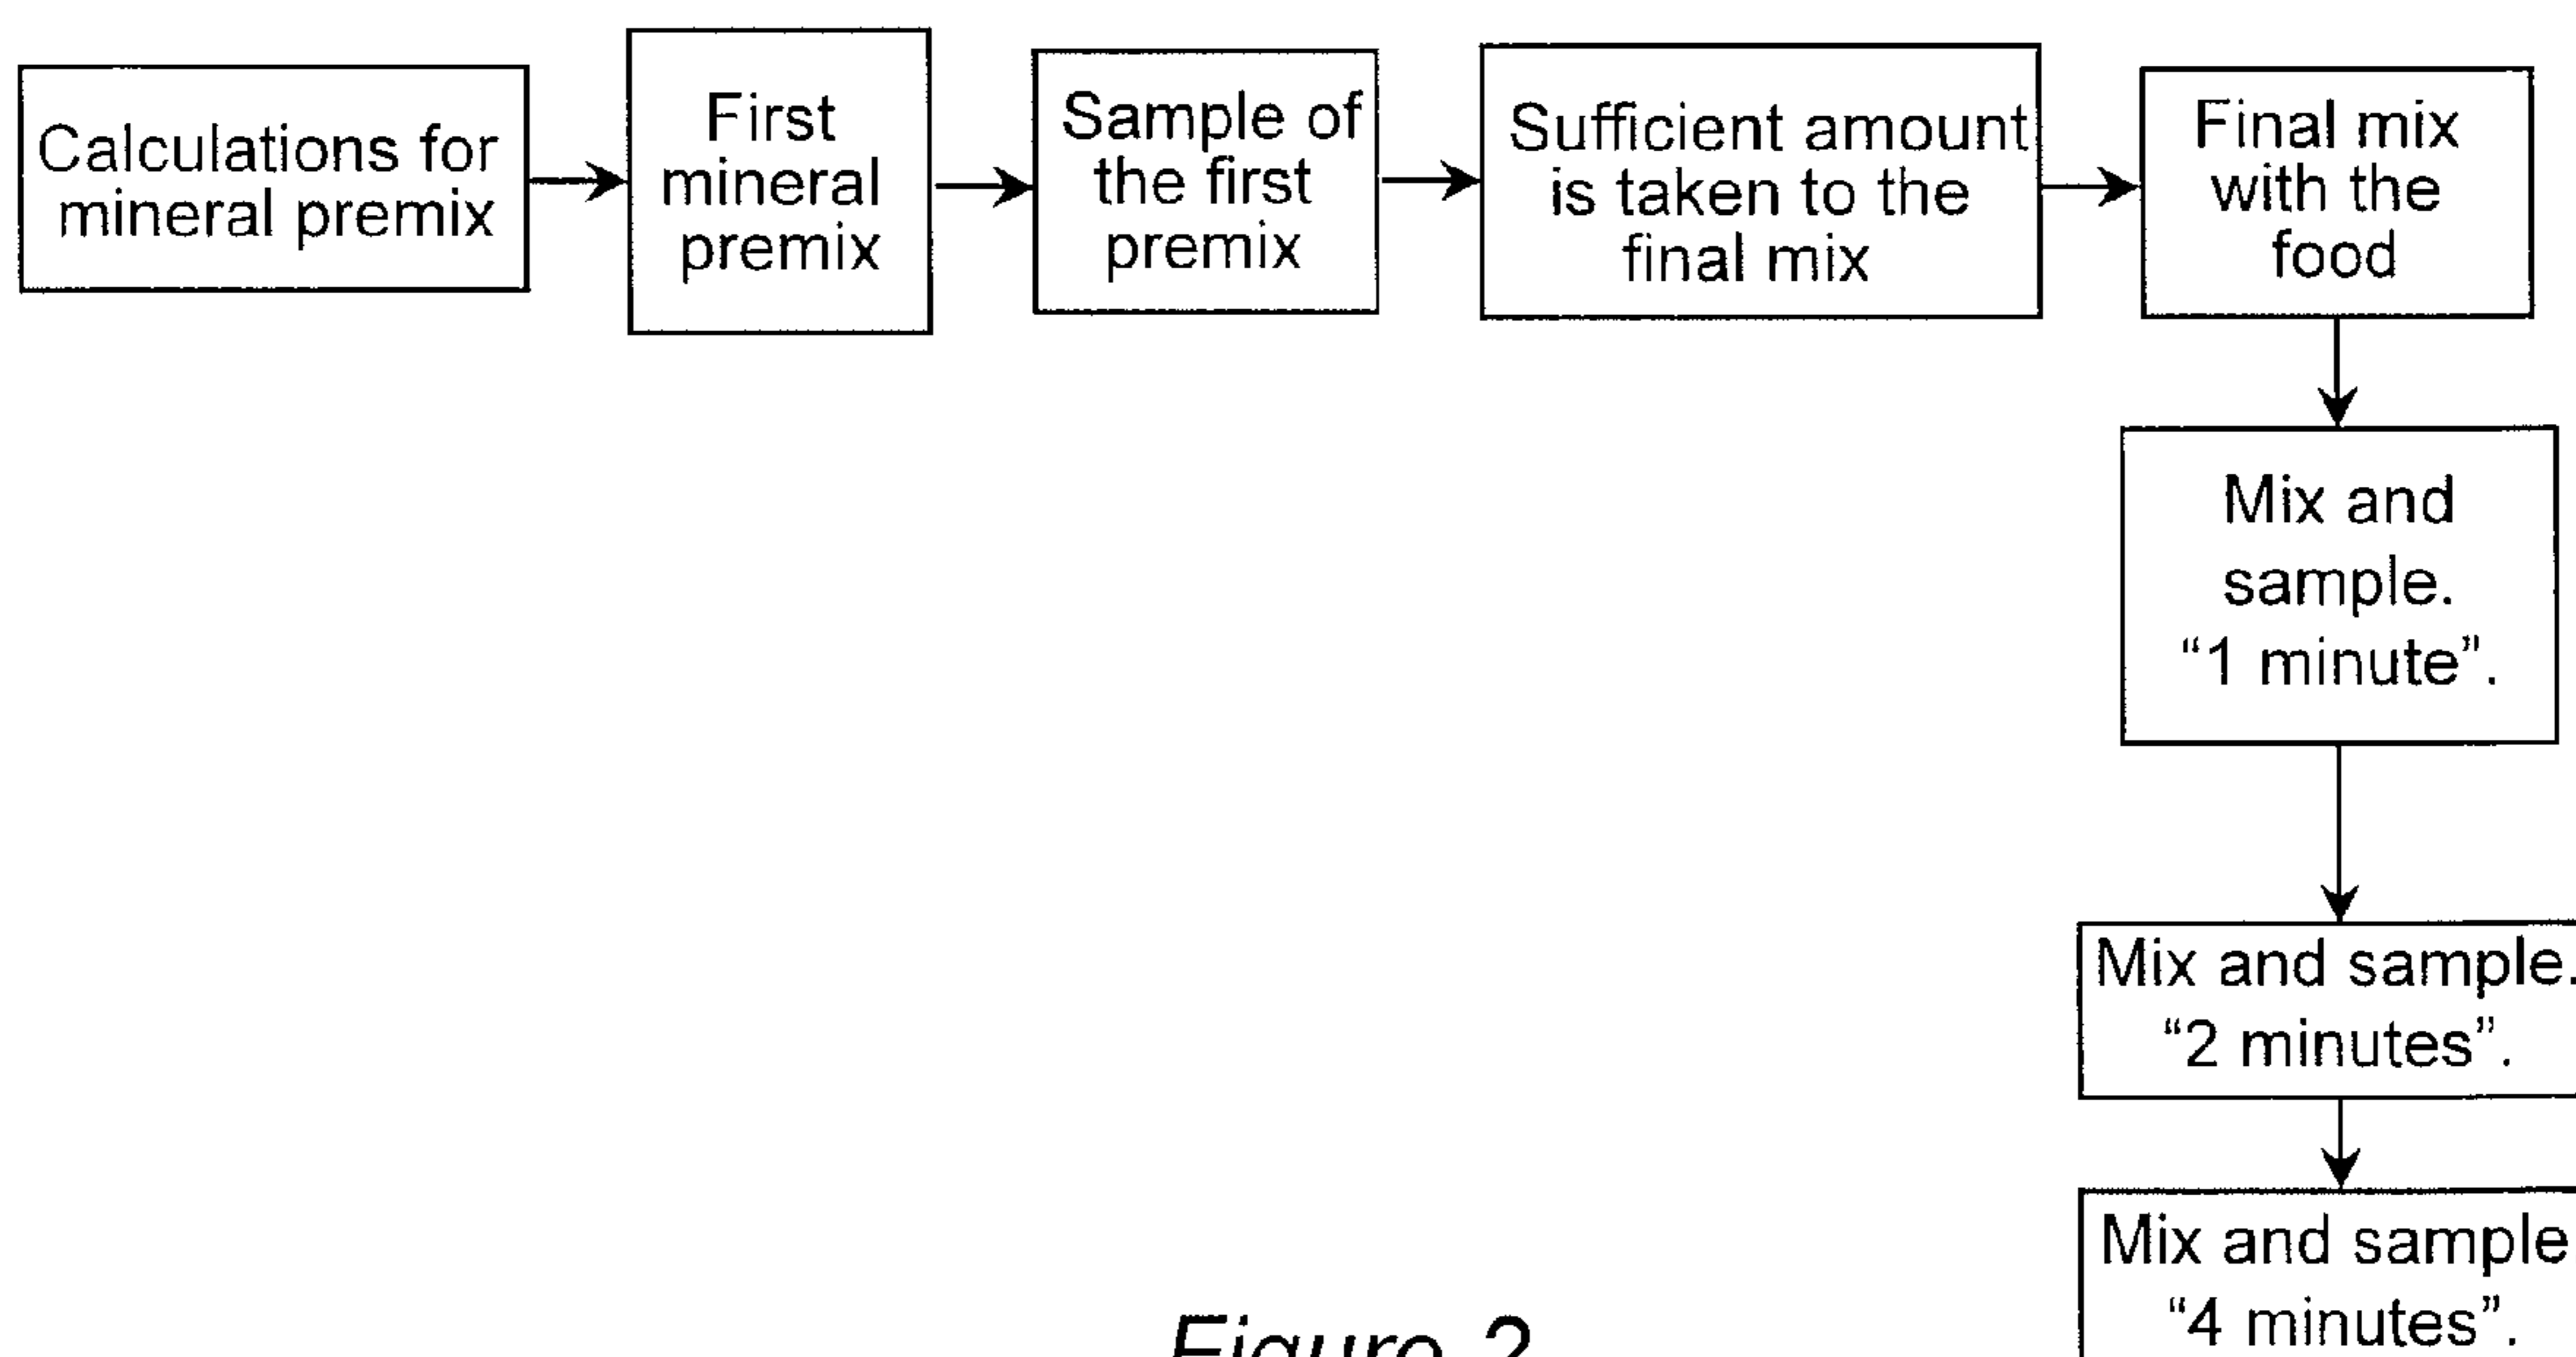 Calculations for
mineral premix
First
mineral
premix
Sample of
the first
premix
Sufficient amount
is taken to the
final mix
Final mix
with the
food
Mix and
sample.
“1 minute”.
Mix and sample.
“2 minutes”.
Mix and sample
“4 minutes”.
Figure 2